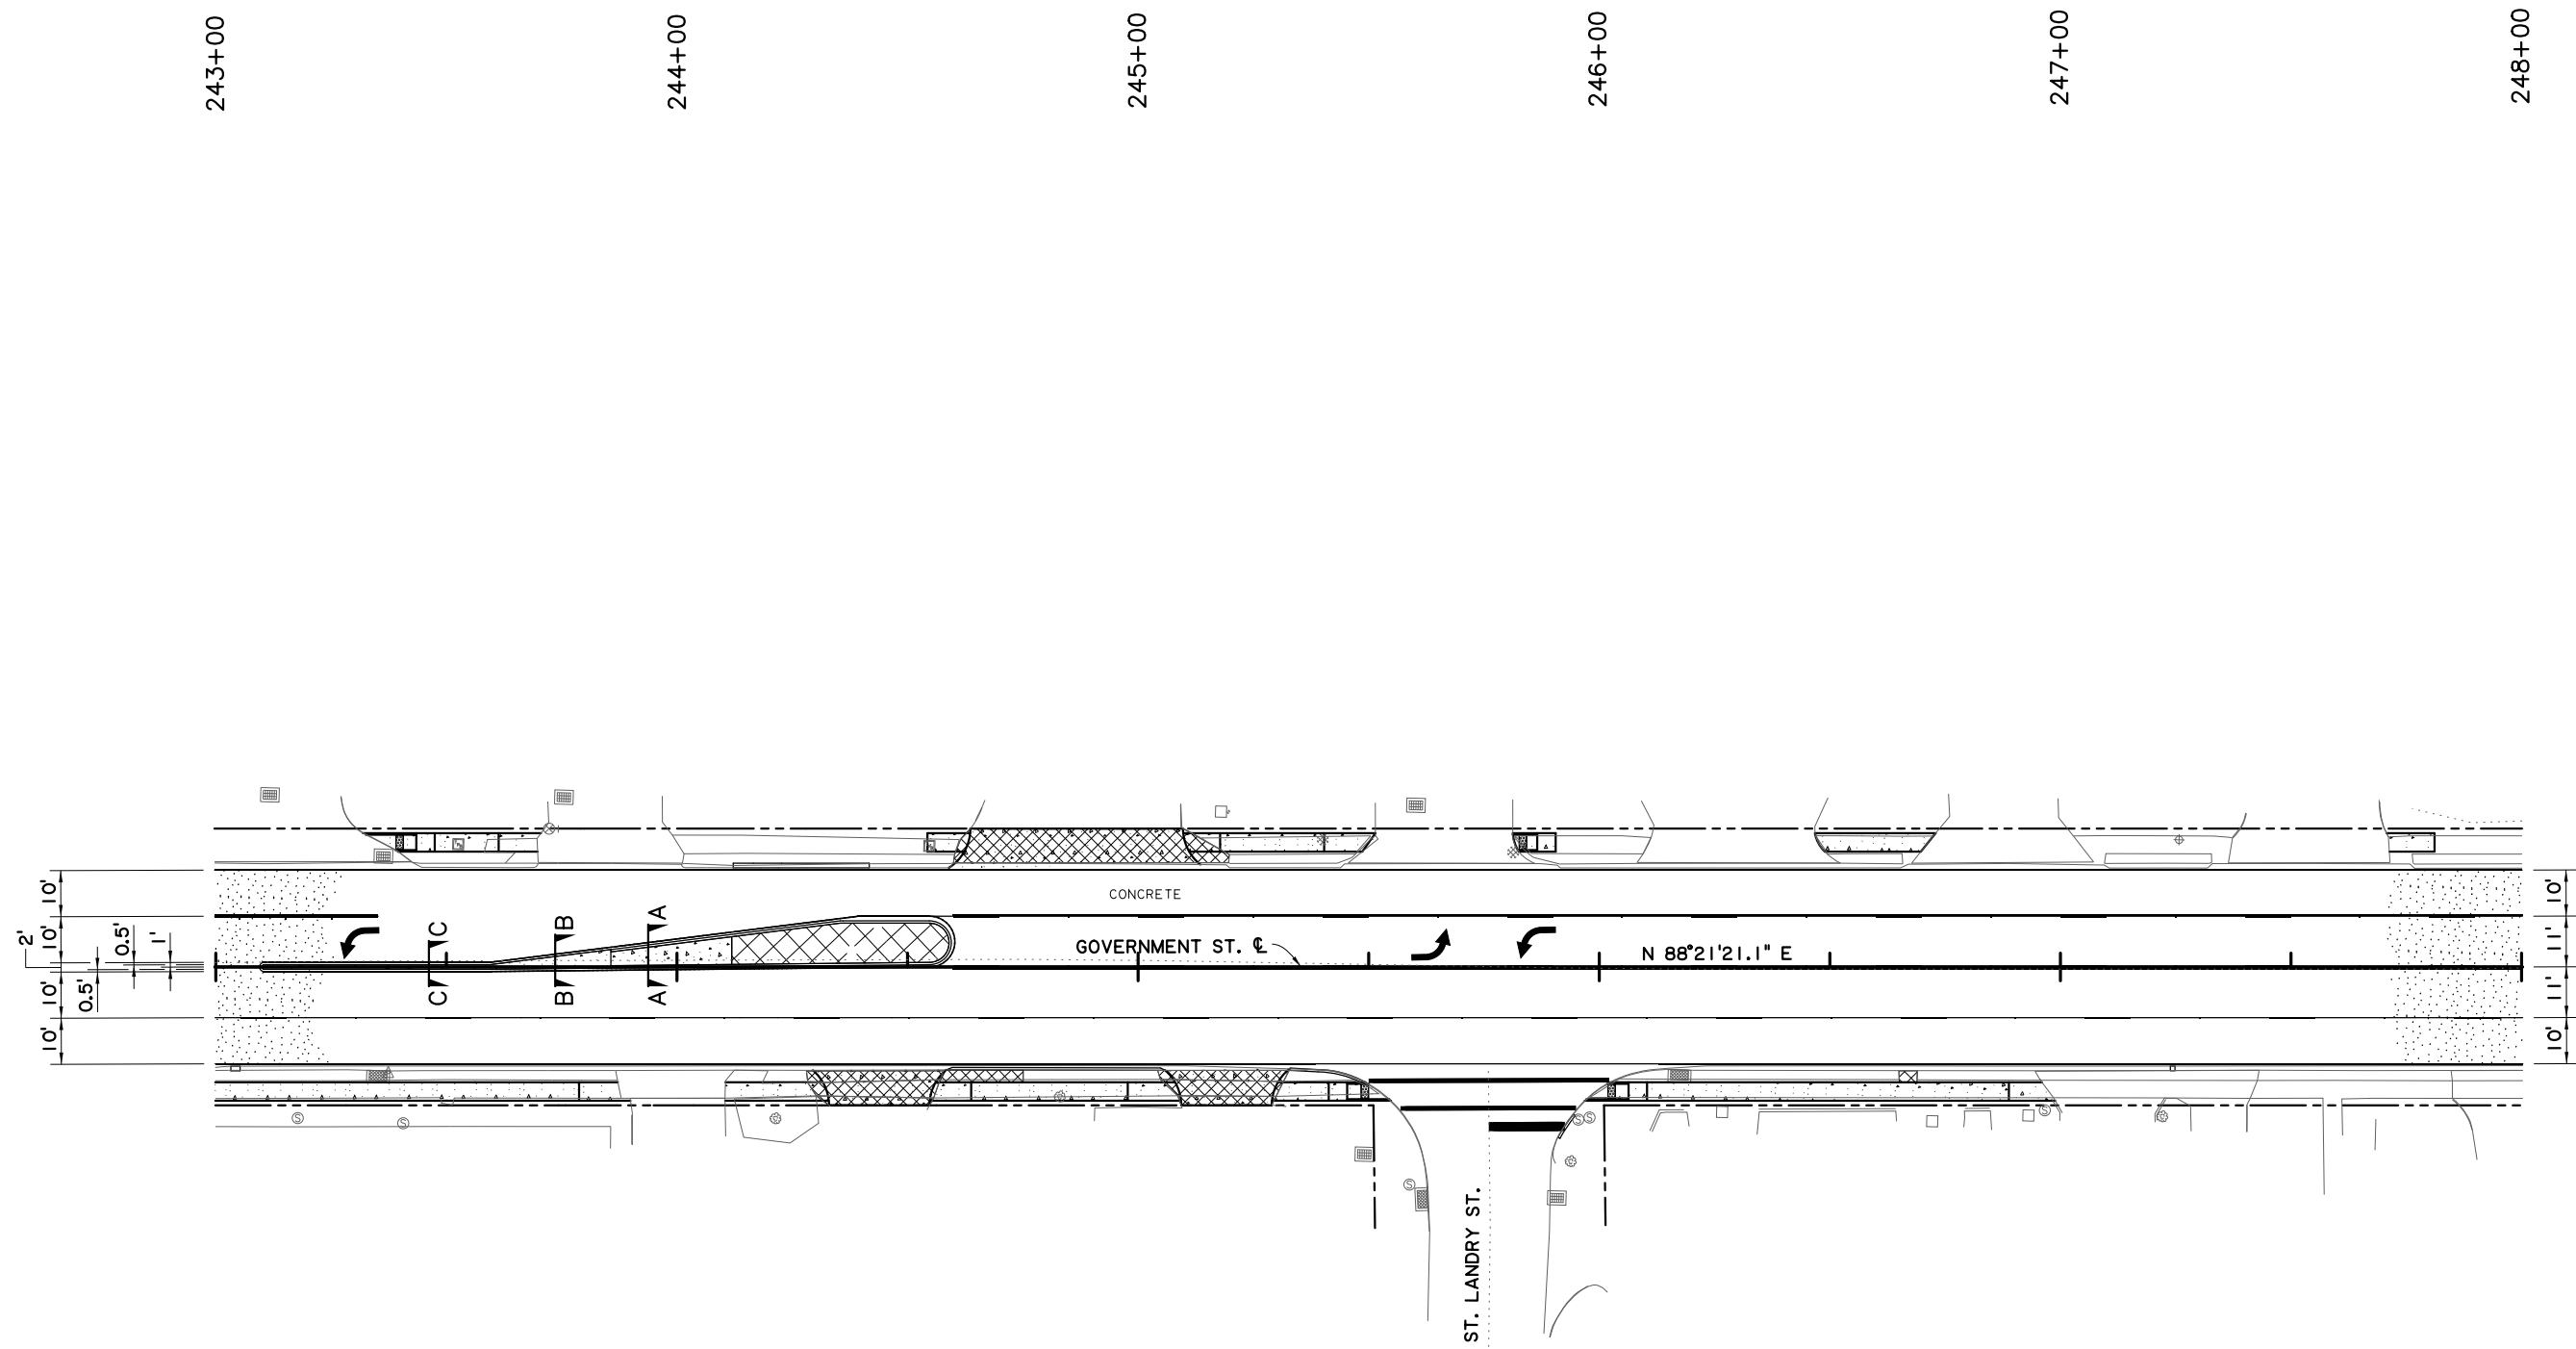 243+00
244+00
245+00
246+00
247+00
248+00
CONCRETE
10'
10'
2'
0.5'
1'
0.5'
10'
10'
C
B
A
C
B
A
GOVERNMENT ST. ℄
N 88°21'21.1" E
10'
11'
11'
10'
ST. LANDRY ST.
S
S
S
S
S
S